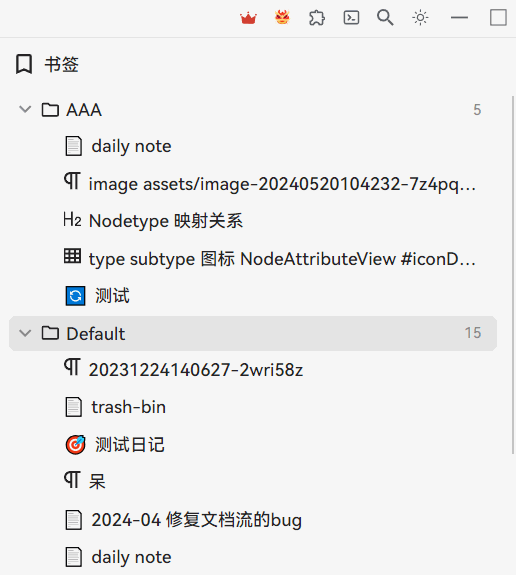 书签
AAA 5
daily note
image assets/image-20240520104232-7z4pq...
H2 Nodetype 映射关系
type subtype 图标 NodeAttributeView #iconD...
测试
Default 15
20231224140627-2wri58z
trash-bin
测试日记
呆
2024-04 修复文档流的bug
daily note